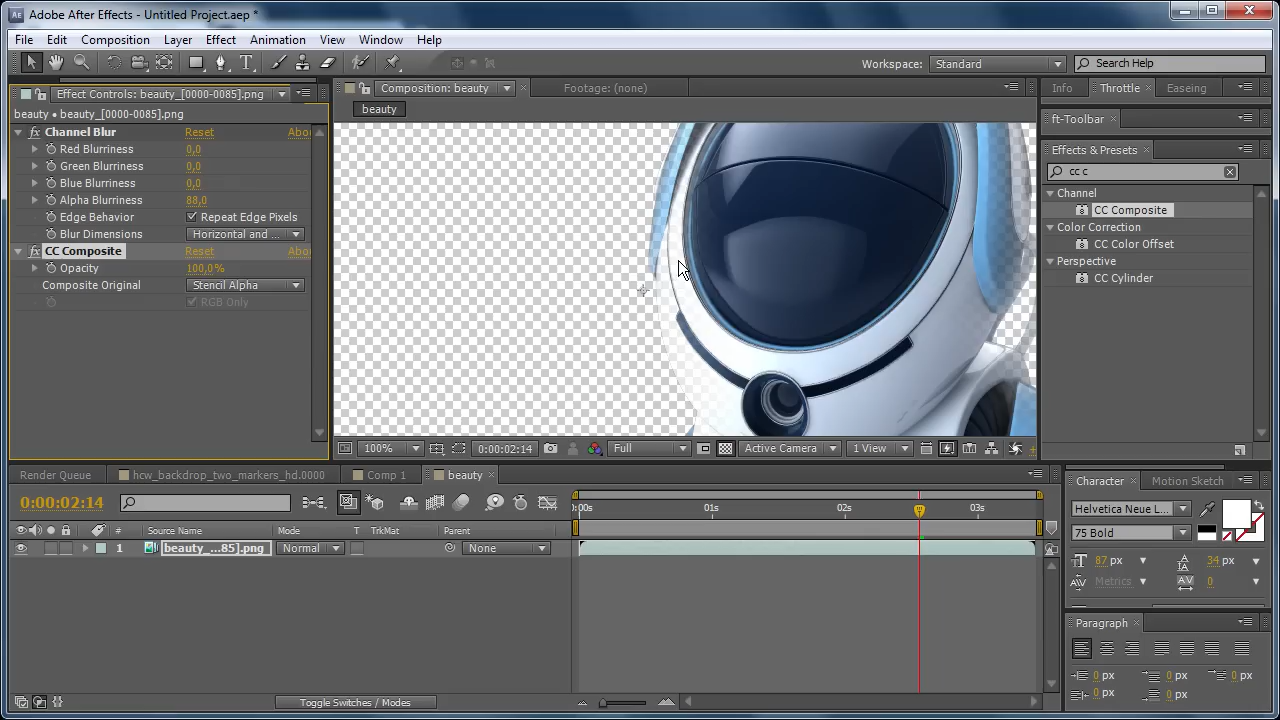 Adobe After Effects - Untitled Project.aep *
File Edit Composition Layer Effect Animation View Window Help
Workspace: Standard Search Help
Effect Controls: beauty_[0000-0085].png
Composition: beauty Footage: (none)
Info Throttle Easing
beauty • beauty_[0000-0085].png
beauty
ft-Toolbar
Channel Blur Reset Abo
Red Blurriness 0,0
Green Blurriness 0,0
Blue Blurriness 0,0
Alpha Blurriness 88,0
Edge Behavior Repeat Edge Pixels
Blur Dimensions Horizontal and ...
CC Composite Reset Abo
Opacity 100,0%
Composite Original Stencil Alpha
RGB Only
Effects & Presets
cc c
Channel
CC Composite
Color Correction
CC Color Offset
Perspective
CC Cylinder
100% 0:00:02:14 Full Active Camera 1 View
Render Queue hcw_backdrop_two_markers_hd.0000 Comp 1 beauty
0:00:02:14
:00s 01s 02s 03s
# Source Name Mode T TrkMat Parent
1 beauty_...85].png Normal None
Toggle Switches / Modes
Character Motion Sketch
Helvetica Neue L...
75 Bold
87 px 34 px
Metrics 0
Paragraph
0 px 0 px 0 px
0 px 0 px